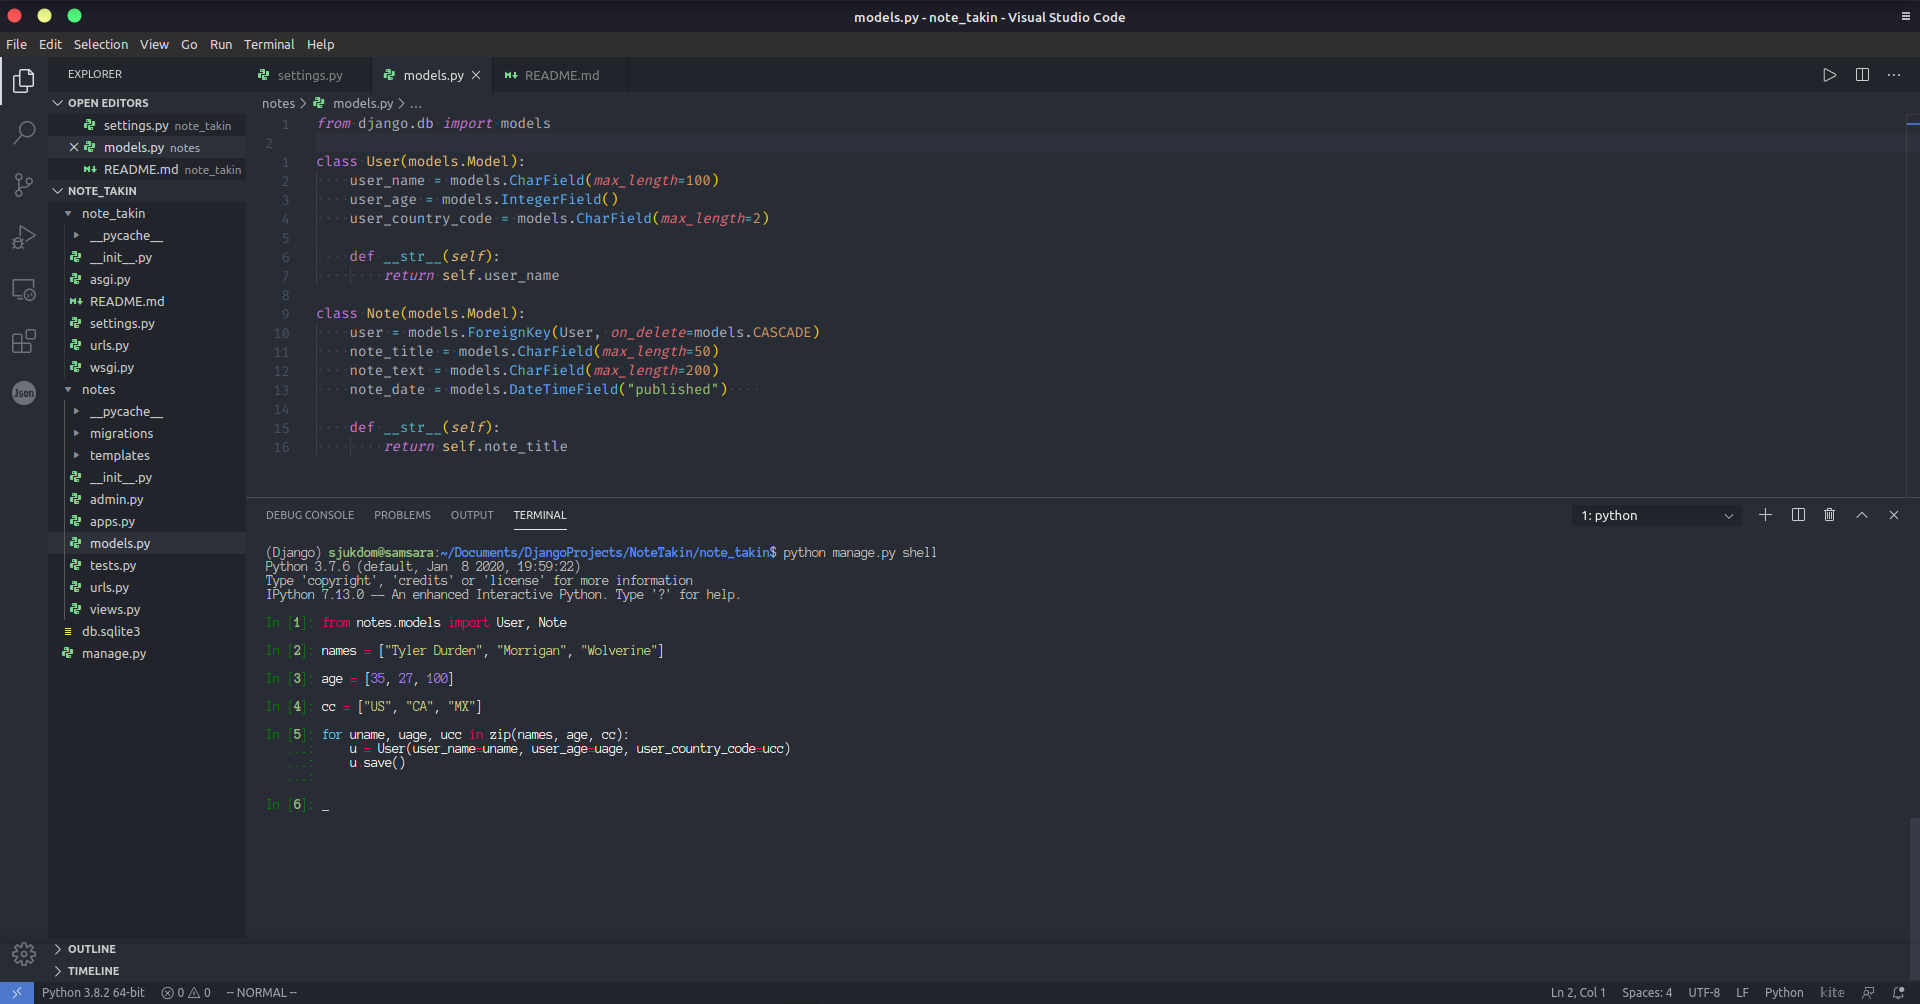 models.py - note_takin - Visual Studio Code
File Edit Selection View Go Run Terminal Help
EXPLORER
OPEN EDITORS
settings.py note_takin
models.py notes
README.md note_takin
NOTE_TAKIN
note_takin
__pycache__
__init__.py
asgi.py
README.md
settings.py
urls.py
wsgi.py
notes
__pycache__
migrations
templates
__init__.py
admin.py
apps.py
models.py
tests.py
urls.py
views.py
db.sqlite3
manage.py
OUTLINE
TIMELINE
Json
settings.py models.py README.md
notes > models.py > ...
1 from django.db import models
2
1 class User(models.Model):
2 user_name = models.CharField(max_length=100)
3 user_age = models.IntegerField()
4 user_country_code = models.CharField(max_length=2)
5
6 def __str__(self):
7 return self.user_name
8
9 class Note(models.Model):
10 user = models.ForeignKey(User, on_delete=models.CASCADE)
11 note_title = models.CharField(max_length=50)
12 note_text = models.CharField(max_length=200)
13 note_date = models.DateTimeField("published")
14
15 def __str__(self):
16 return self.note_title
DEBUG CONSOLE PROBLEMS OUTPUT TERMINAL
1: python
(Django) sjukdom@samsara:~/Documents/DjangoProjects/NoteTakin/note_takin$ python manage.py shell
Python 3.7.6 (default, Jan  8 2020, 19:59:22)
Type 'copyright', 'credits' or 'license' for more information
IPython 7.13.0 -- An enhanced Interactive Python. Type '?' for help.
In [1]: from notes.models import User, Note
In [2]: names = ["Tyler Durden", "Morrigan", "Wolverine"]
In [3]: age = [35, 27, 100]
In [4]: cc = ["US", "CA", "MX"]
In [5]: for uname, uage, ucc in zip(names, age, cc):
...: u = User(user_name=uname, user_age=uage, user_country_code=ucc)
...: u.save()
...:
In [6]: _
Python 3.8.2 64-bit 0 0 -- NORMAL -- Ln 2, Col 1 Spaces: 4 UTF-8 LF Python kite